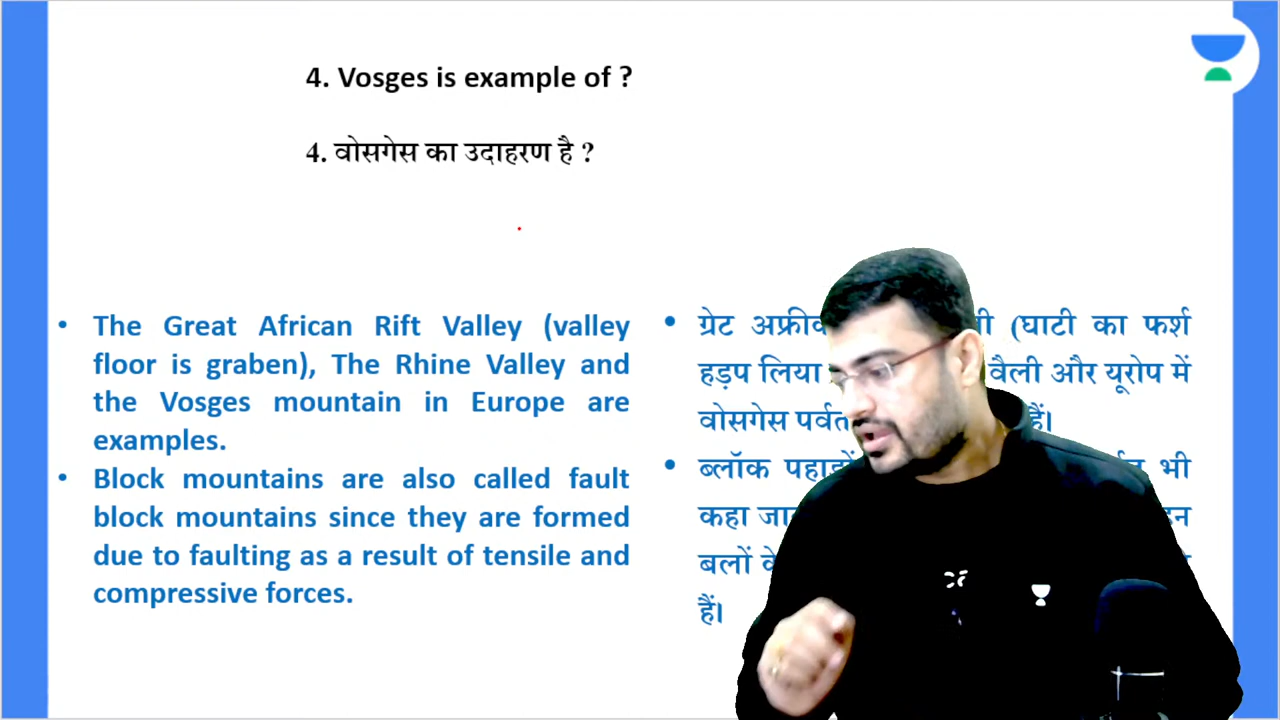 4. Vosges is example of ?
4. वोसगेस का उदाहरण है ?
• The Great African Rift Valley (valley
floor is graben), The Rhine Valley and
the Vosges mountain in Europe are
examples.
• Block mountains are also called fault
block mountains since they are formed
due to faulting as a result of tensile and
compressive forces.
• ग्रेट (घाटी का फर्श
हड़प लिया वैली और यूरोप में
वोसगेस पर्वत हैं।
• ब्लॉक भी
कहा
बलों
हैं।